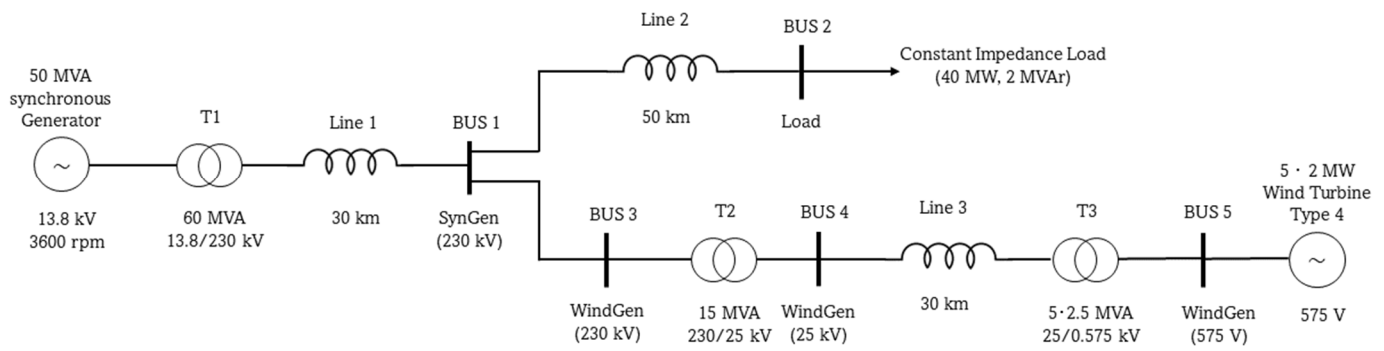 50 MVA
synchronous
Generator
~
13.8 kV
3600 rpm
T1
60 MVA
13.8/230 kV
Line 1
30 km
BUS 1
SynGen
(230 kV)
Line 2
50 km
BUS 2
Load
Constant Impedance Load
(40 MW, 2 MVAr)
BUS 3
WindGen
(230 kV)
T2
15 MVA
230/25 kV
BUS 4
WindGen
(25 kV)
Line 3
30 km
T3
5·2.5 MVA
25/0.575 kV
BUS 5
WindGen
(575 V)
5 · 2 MW
Wind Turbine
Type 4
~
575 V